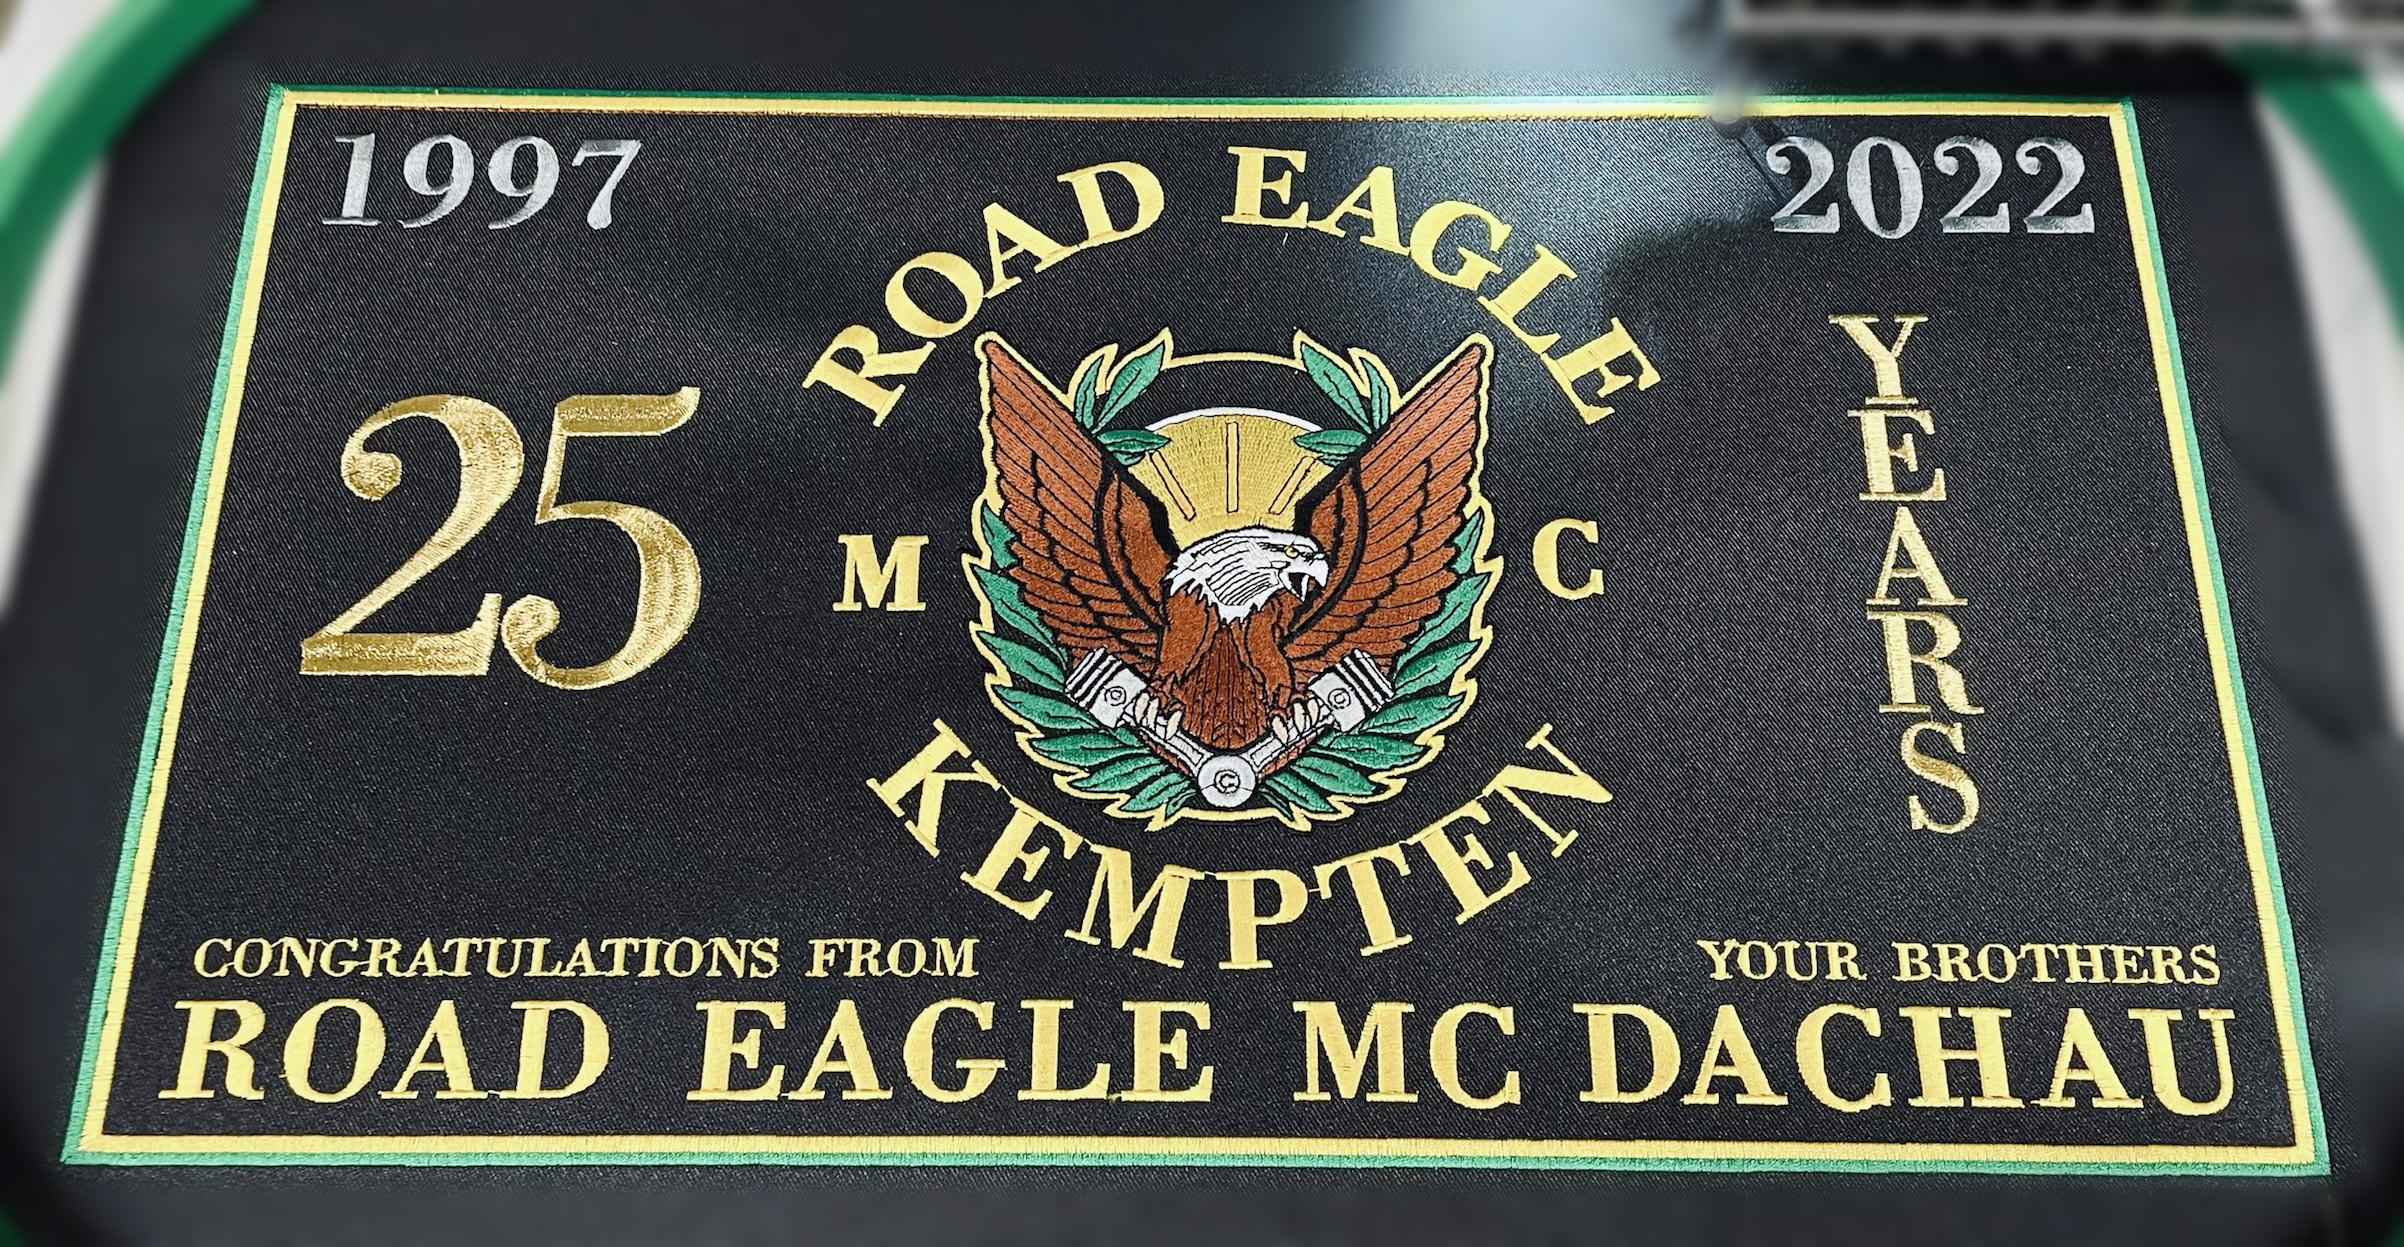 1997
2022
ROAD EAGLE
25
YEARS
M C
KEMPTEN
CONGRATULATIONS FROM
YOUR BROTHERS
ROAD EAGLE MC DACHAU